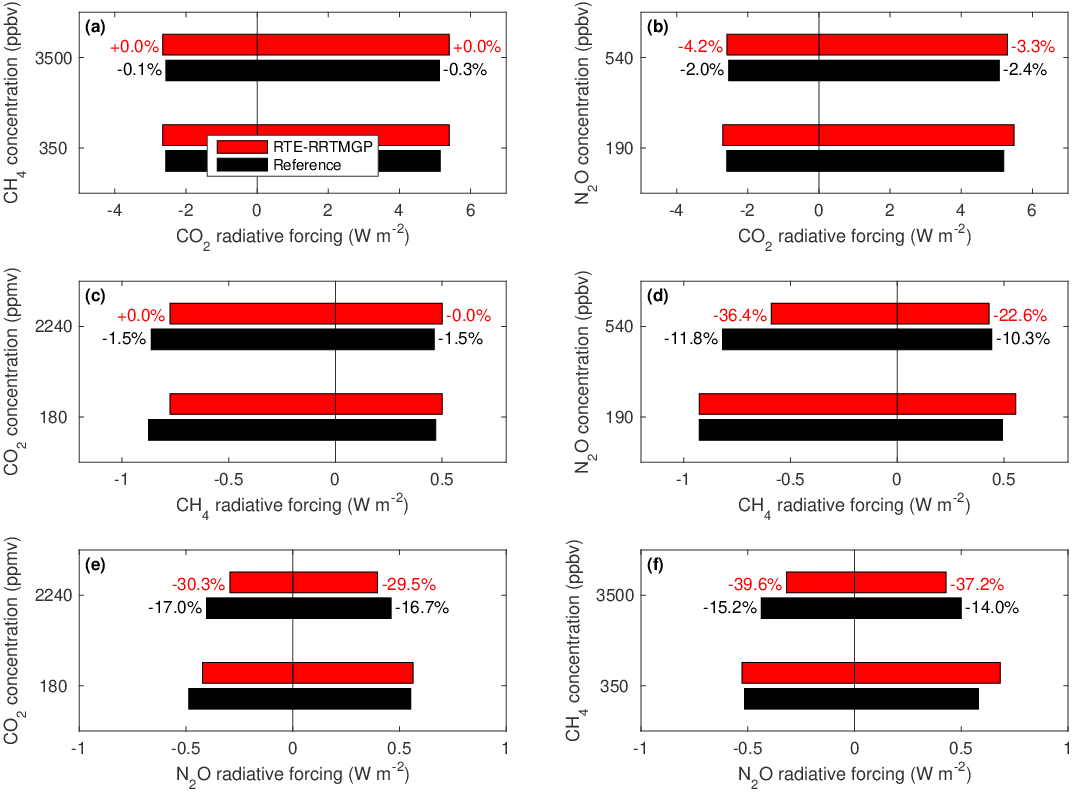 (a)
CH4 concentration (ppbv)
3500
350
+0.0%
+0.0%
-0.1%
-0.3%
RTE-RRTMGP
Reference
-4 -2 0 2 4 6
CO2 radiative forcing (W m-2)
(b)
N2O concentration (ppbv)
540
190
-4.2%
-3.3%
-2.0%
-2.4%
-4 -2 0 2 4 6
CO2 radiative forcing (W m-2)
(c)
CO2 concentration (ppmv)
2240
180
+0.0%
-0.0%
-1.5%
-1.5%
-1 -0.5 0 0.5
CH4 radiative forcing (W m-2)
(d)
N2O concentration (ppbv)
540
190
-36.4%
-22.6%
-11.8%
-10.3%
-1 -0.5 0 0.5
CH4 radiative forcing (W m-2)
(e)
CO2 concentration (ppmv)
2240
180
-30.3%
-29.5%
-17.0%
-16.7%
-1 -0.5 0 0.5 1
N2O radiative forcing (W m-2)
(f)
CH4 concentration (ppbv)
3500
350
-39.6%
-37.2%
-15.2%
-14.0%
-1 -0.5 0 0.5 1
N2O radiative forcing (W m-2)